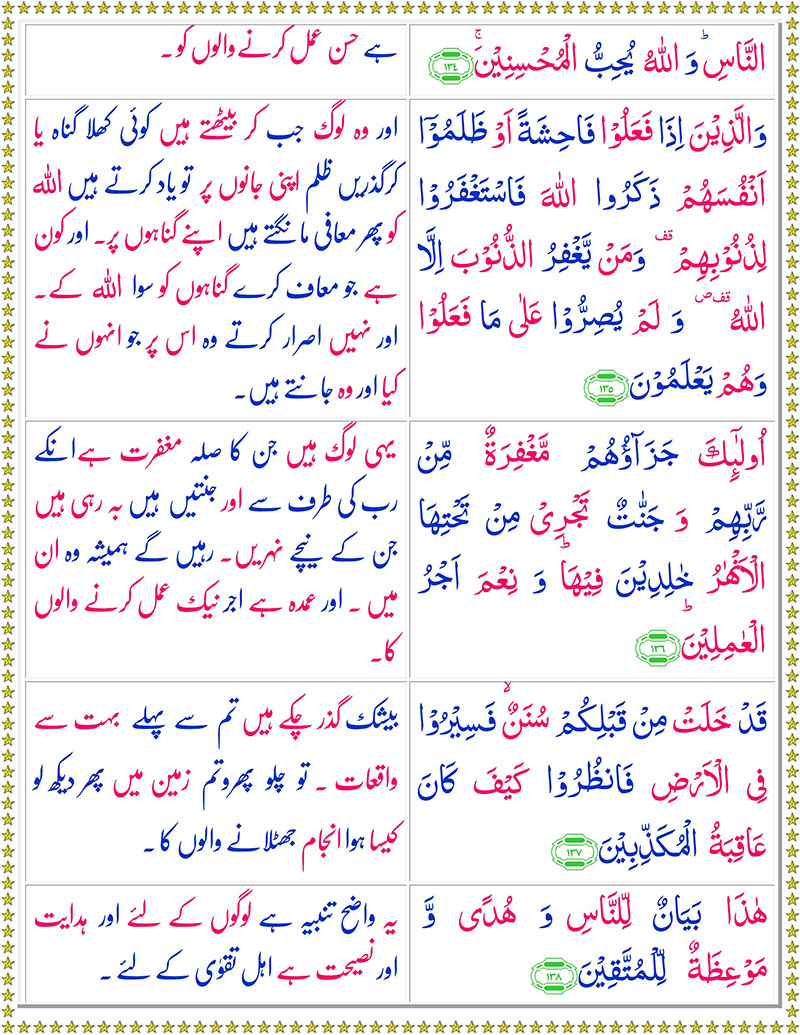 النَّاسِ ؕ وَ اللّٰهُ یُحِبُّ الْمُحْسِنِیْنَ ۚ ﴿۱۳۴﴾
ہے حسن عمل کرنے والوں کو۔
وَالَّذِیْنَ اِذَا فَعَلُوْا فَاحِشَةً اَوْ ظَلَمُوْۤا
اَنْفُسَهُمْ ذَكَرُوا اللّٰهَ فَاسْتَغْفَرُوْا
لِذُنُوْبِهِمْ ۪ وَمَنْ یَّغْفِرُ الذُّنُوْبَ اِلَّا
اللّٰهُ ۪۫ وَ لَمْ یُصِرُّوْا عَلٰى مَا فَعَلُوْا
وَهُمْ یَعْلَمُوْنَ ﴿۱۳۵﴾
اور وہ لوگ جب کر بیٹھتے ہیں کوئی کھلا گناہ یا
کرگذریں ظلم اپنی جانوں پر تو یاد کرتے ہیں اللہ
کو پھر معافی مانگتے ہیں اپنے گناہوں پر۔ اور کون
ہے جو معاف کرے گناہوں کو سوا اللہ کے۔
اور نہیں اصرار کرتے وہ اس پر جو انہوں نے
کیا اور وہ جانتے ہیں۔
اُولٰٓىِٕكَ جَزَآؤُهُمْ مَّغْفِرَةٌ مِّنْ
رَّبِّهِمْ وَ جَنّٰتٌ تَجْرِیْ مِنْ تَحْتِهَا
الْاَنْهٰرُ خٰلِدِیْنَ فِیْهَا ؕ وَ نِعْمَ اَجْرُ
الْعٰمِلِیْنَ ؕ ﴿۱۳۶﴾
یہی لوگ ہیں جن کا صلہ مغفرت ہے انکے
رب کی طرف سے اور جنتیں ہیں بہ رہی ہیں
جن کے نیچے نہریں۔ رہیں گے ہمیشہ وہ ان
میں۔ اور عمدہ ہے اجر نیک عمل کرنے والوں
کا۔
قَدْ خَلَتْ مِنْ قَبْلِكُمْ سُنَنٌ ۙ فَسِیْرُوْا
فِی الْاَرْضِ فَانْظُرُوْا كَیْفَ كَانَ
عَاقِبَةُ الْمُكَذِّبِیْنَ ﴿۱۳۷﴾
بیشک گذر چکے ہیں تم سے پہلے بہت سے
واقعات۔ تو چلو پھروتم زمین میں پھر دیکھ لو
کیسا ہوا انجام جھٹلانے والوں کا۔
هٰذَا بَیَانٌ لِّلنَّاسِ وَ هُدًى وَّ
مَوْعِظَةٌ لِّلْمُتَّقِیْنَ ﴿۱۳۸﴾
یہ واضح تنبیہ ہے لوگوں کے لئے اور ہدایت
اور نصیحت ہے اہل تقوٰی کے لئے۔